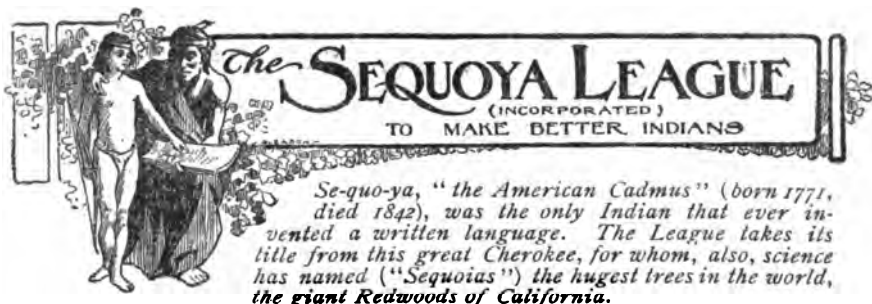 The SEQUOYA LEAGUE
(INCORPORATED)
TO MAKE BETTER INDIANS
Se-quo-ya, "the American Cadmus" (born 1771,
died 1842), was the only Indian that ever in-
vented a written language. The League takes its
title from this great Cherokee, for whom, also, science
has named ("Sequoias") the hugest trees in the world,
the giant Redwoods of California.